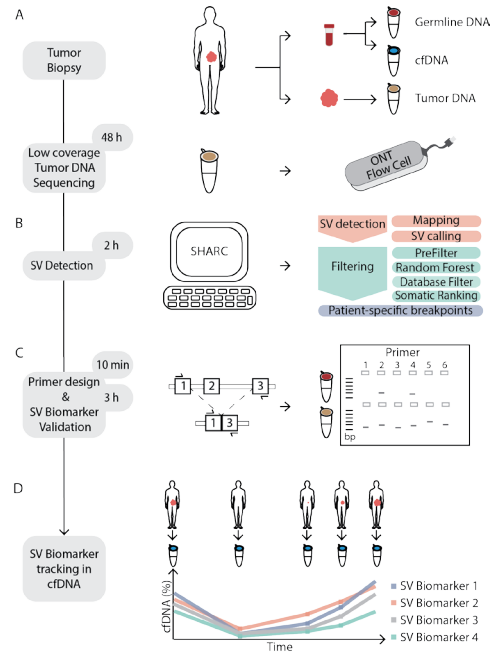 A
Tumor
Biopsy
Germline DNA
cfDNA
Tumor DNA
48 h
Low coverage
Tumor DNA
Sequencing
ONT
Flow Cell
B
2 h
SV Detection
SHARC
SV detection
Mapping
SV calling
Filtering
PreFilter
Random Forest
Database Filter
Somatic Ranking
Patient-specific breakpoints
C
10 min
Primer design
&
SV Biomarker
Validation
3 h
1 2 3
1 3
Primer
1 2 3 4 5 6
bp
D
SV Biomarker
tracking in
cfDNA
cfDNA (%)
Time
SV Biomarker 1
SV Biomarker 2
SV Biomarker 3
SV Biomarker 4